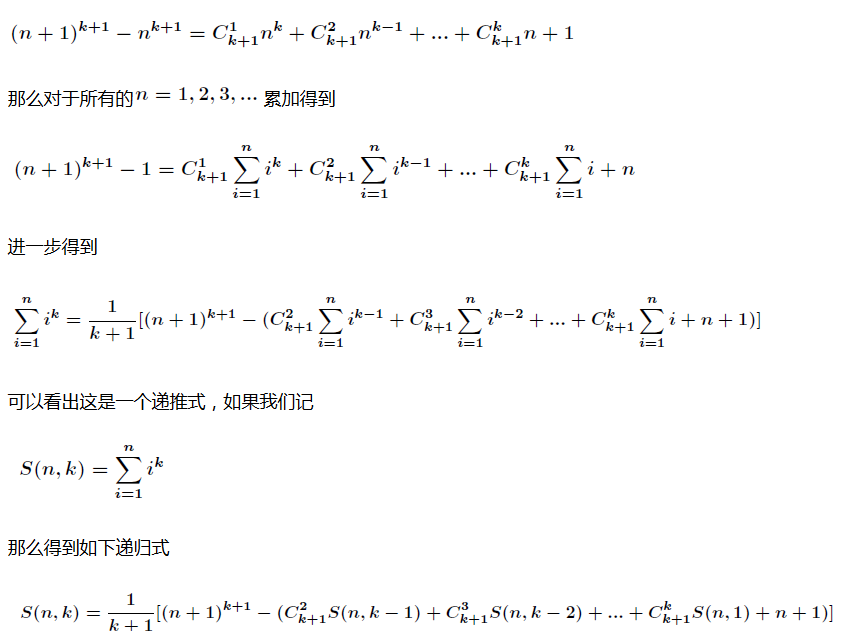 $(n+1)^{k+1} - n^{k+1} = C_{k+1}^{1} n^{k} + C_{k+1}^{2} n^{k-1} + ... + C_{k+1}^{k} n + 1$
那么对于所有的 $n = 1, 2, 3, ...$ 累加得到
$(n+1)^{k+1} - 1 = C_{k+1}^{1} \sum_{i=1}^{n} i^{k} + C_{k+1}^{2} \sum_{i=1}^{n} i^{k-1} + ... + C_{k+1}^{k} \sum_{i=1}^{n} i + n$
进一步得到
$\sum_{i=1}^{n} i^{k} = \frac{1}{k+1} [(n+1)^{k+1} - (C_{k+1}^{2} \sum_{i=1}^{n} i^{k-1} + C_{k+1}^{3} \sum_{i=1}^{n} i^{k-2} + ... + C_{k+1}^{k} \sum_{i=1}^{n} i + n + 1)]$
可以看出这是一个递推式，如果我们记
$S(n, k) = \sum_{i=1}^{n} i^{k}$
那么得到如下递归式
$S(n, k) = \frac{1}{k+1} [(n+1)^{k+1} - (C_{k+1}^{2} S(n, k-1) + C_{k+1}^{3} S(n, k-2) + ... + C_{k+1}^{k} S(n, 1) + n + 1)]$